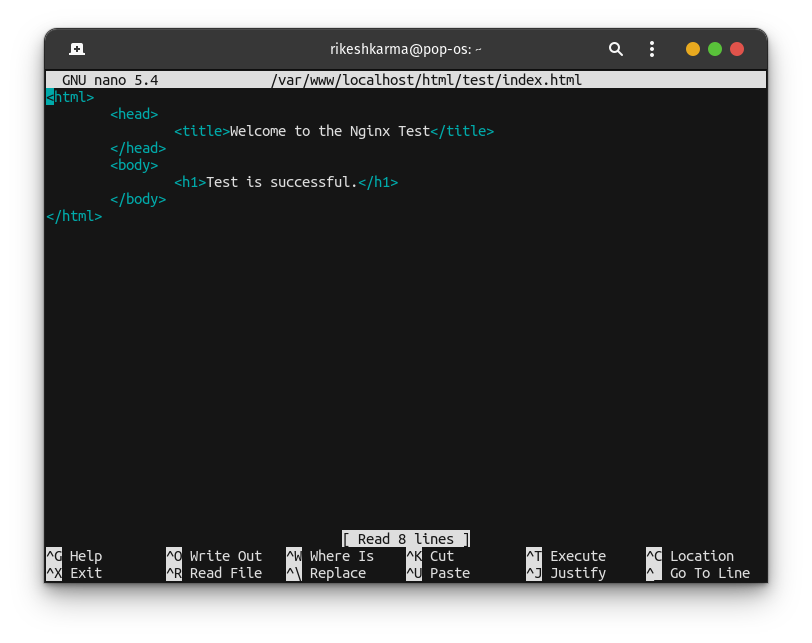 rikeshkarma@pop-os: ~
GNU nano 5.4 /var/www/localhost/html/test/index.html
<html>
<head>
<title>Welcome to the Nginx Test</title>
</head>
<body>
<h1>Test is successful.</h1>
</body>
</html>
[ Read 8 lines ]
^G Help ^O Write Out ^W Where Is ^K Cut ^T Execute ^C Location
^X Exit ^R Read File ^\ Replace ^U Paste ^J Justify ^_ Go To Line